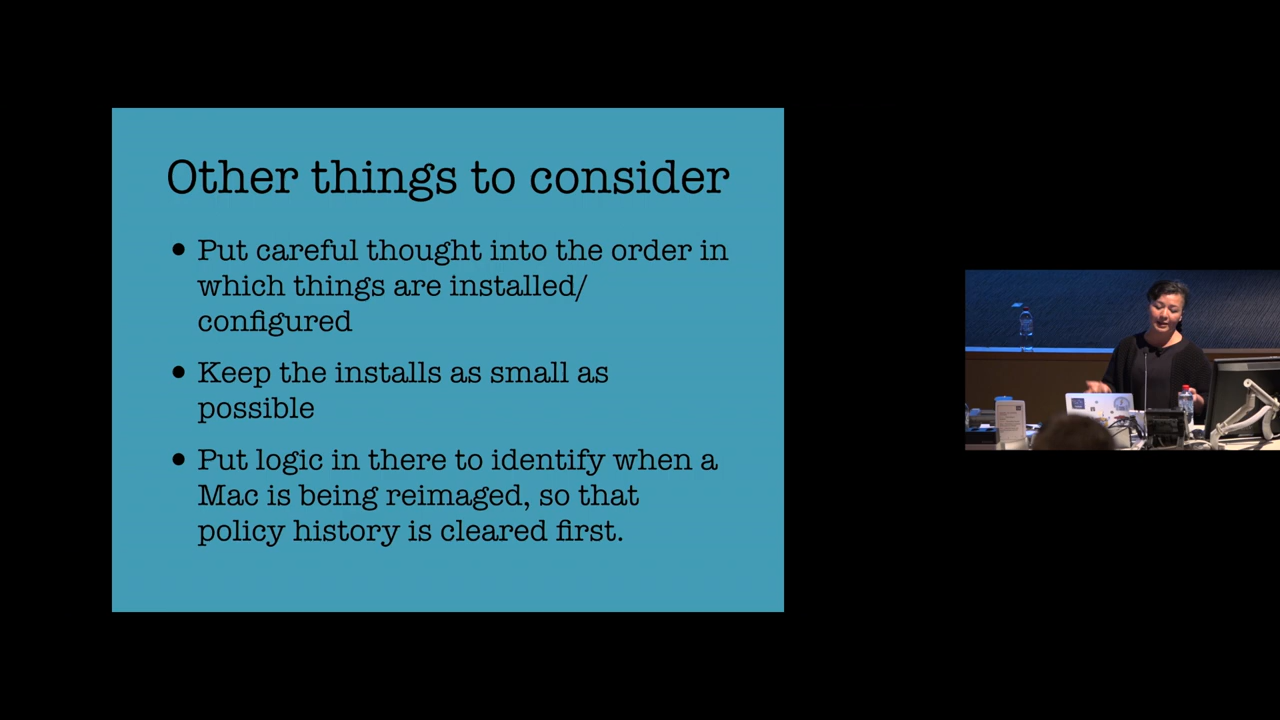 Other things to consider
• Put careful thought into the order in
which things are installed/
configured
• Keep the installs as small as
possible
• Put logic in there to identify when a
Mac is being reimaged, so that
policy history is cleared first.